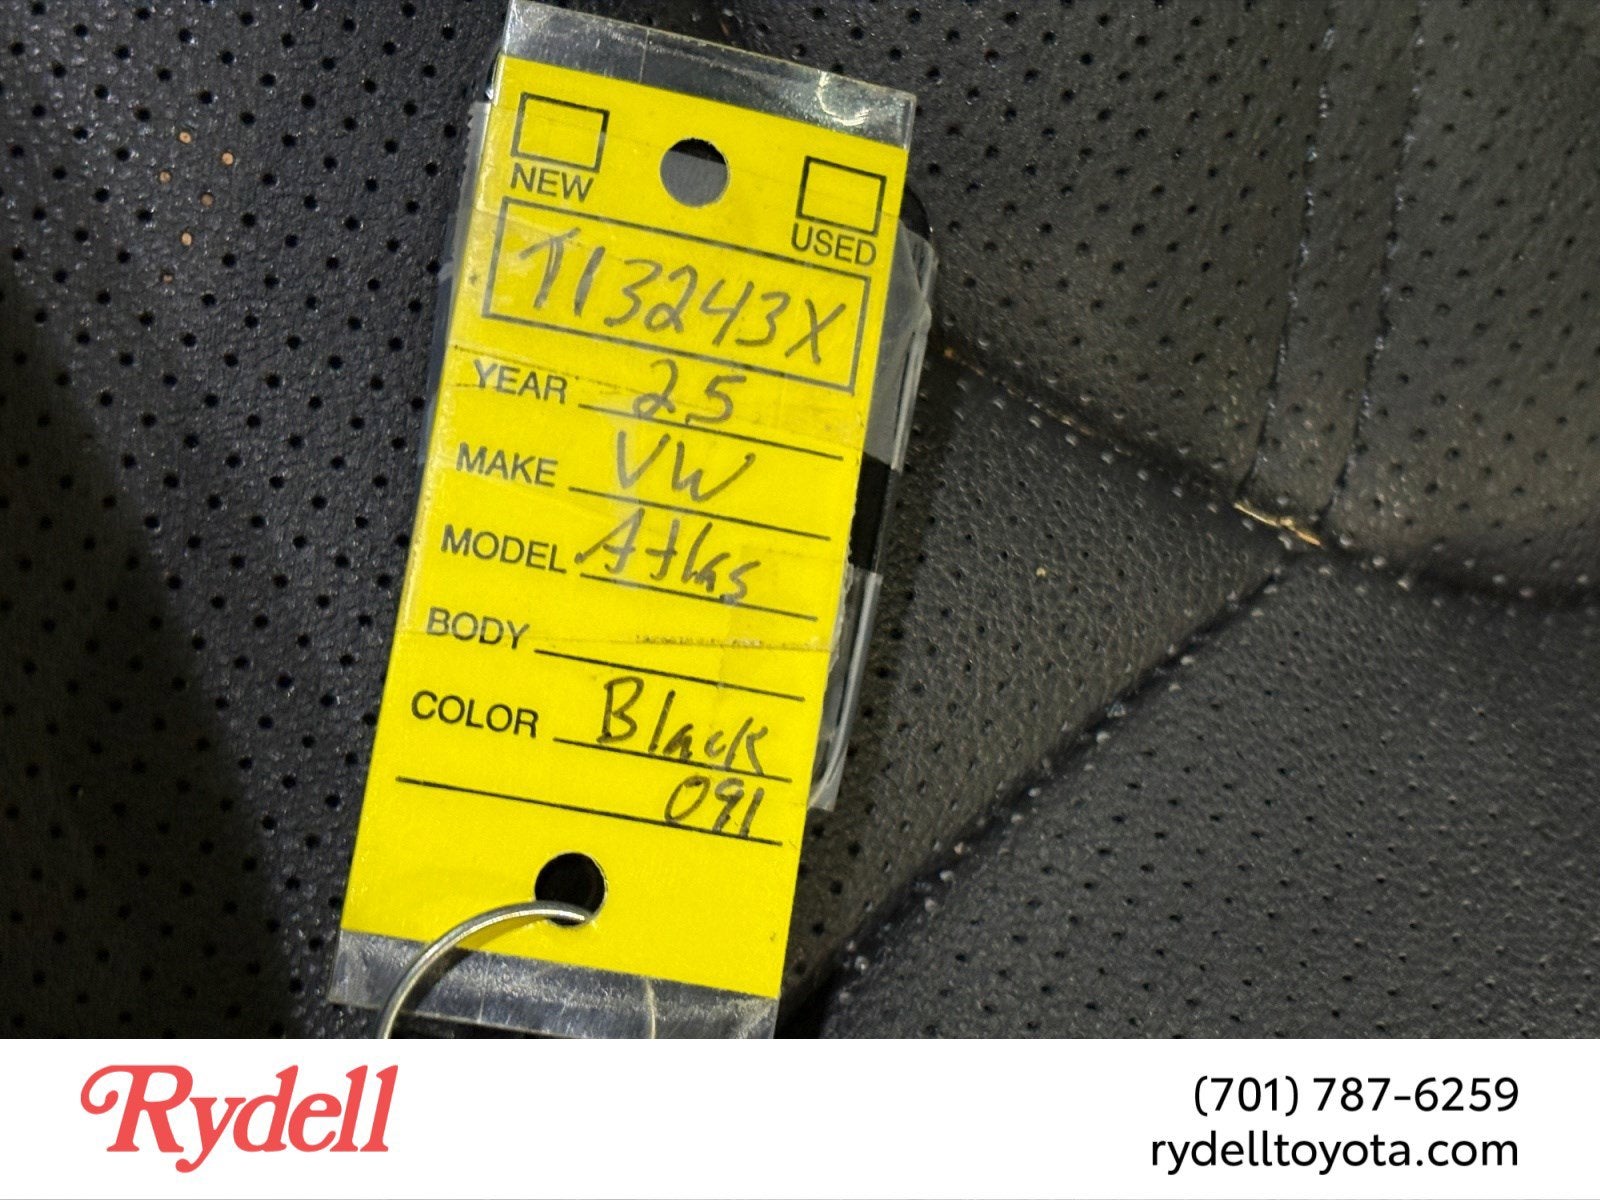 NEW
USED
T13243X
YEAR 25
MAKE VW
MODEL Atlas
BODY
COLOR Black
091
Rydell
(701) 787-6259
rydelltoyota.com